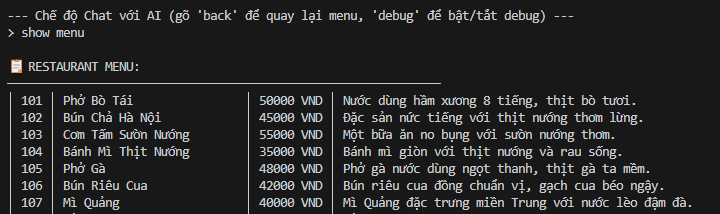 --- Chế độ Chat với AI (gõ 'back' để quay lại menu, 'debug' để bật/tắt debug) ---
> show menu
📋 RESTAURANT MENU:
| 101 | Phở Bò Tái | 50000 VND | Nước dùng hầm xương 8 tiếng, thịt bò tươi.
| 102 | Bún Chả Hà Nội | 45000 VND | Đặc sản nức tiếng với thịt nướng thơm lừng.
| 103 | Cơm Tấm Sườn Nướng | 55000 VND | Một bữa ăn no bụng với sườn nướng thơm.
| 104 | Bánh Mì Thịt Nướng | 35000 VND | Bánh mì giòn với thịt nướng và rau sống.
| 105 | Phở Gà | 48000 VND | Phở gà nước dùng ngọt thanh, thịt gà ta mềm.
| 106 | Bún Riêu Cua | 42000 VND | Bún riêu cua đồng chuẩn vị, gạch cua béo ngậy.
| 107 | Mì Quảng | 40000 VND | Mì Quảng đặc trưng miền Trung với nước lèo đậm đà.